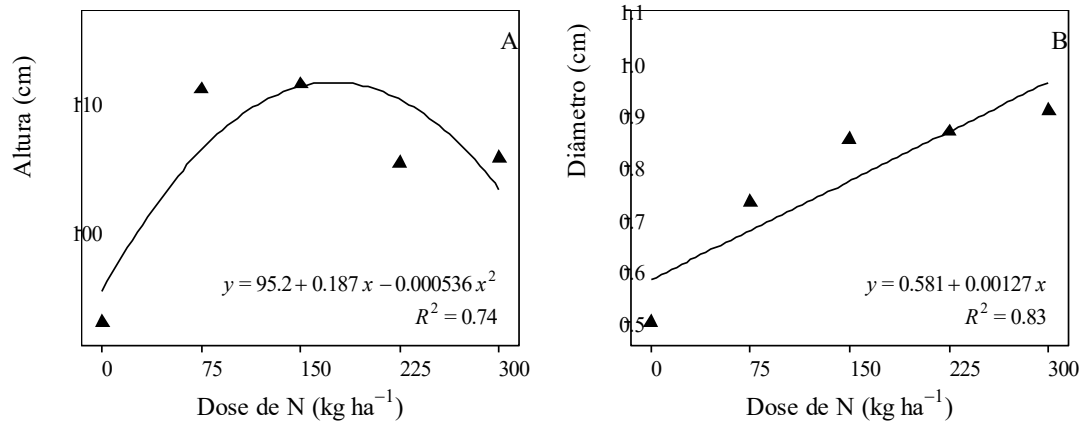 A
Altura (cm)
110
100
y = 95.2 + 0.187 x − 0.000536 x²
R² = 0.74
0 75 150 225 300
Dose de N (kg ha⁻¹)
B
Diâmetro (cm)
1.1
1.0
0.9
0.8
0.7
0.6
0.5
y = 0.581 + 0.00127 x
R² = 0.83
0 75 150 225 300
Dose de N (kg ha⁻¹)